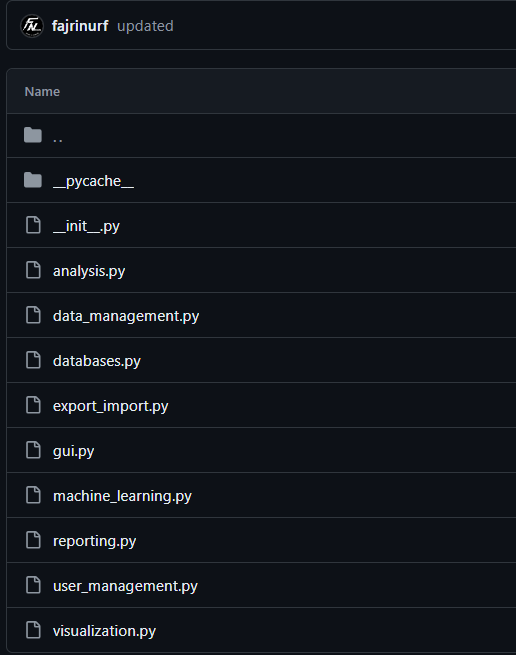 fajrinurf updated
Name
..
__pycache__
__init__.py
analysis.py
data_management.py
databases.py
export_import.py
gui.py
machine_learning.py
reporting.py
user_management.py
visualization.py